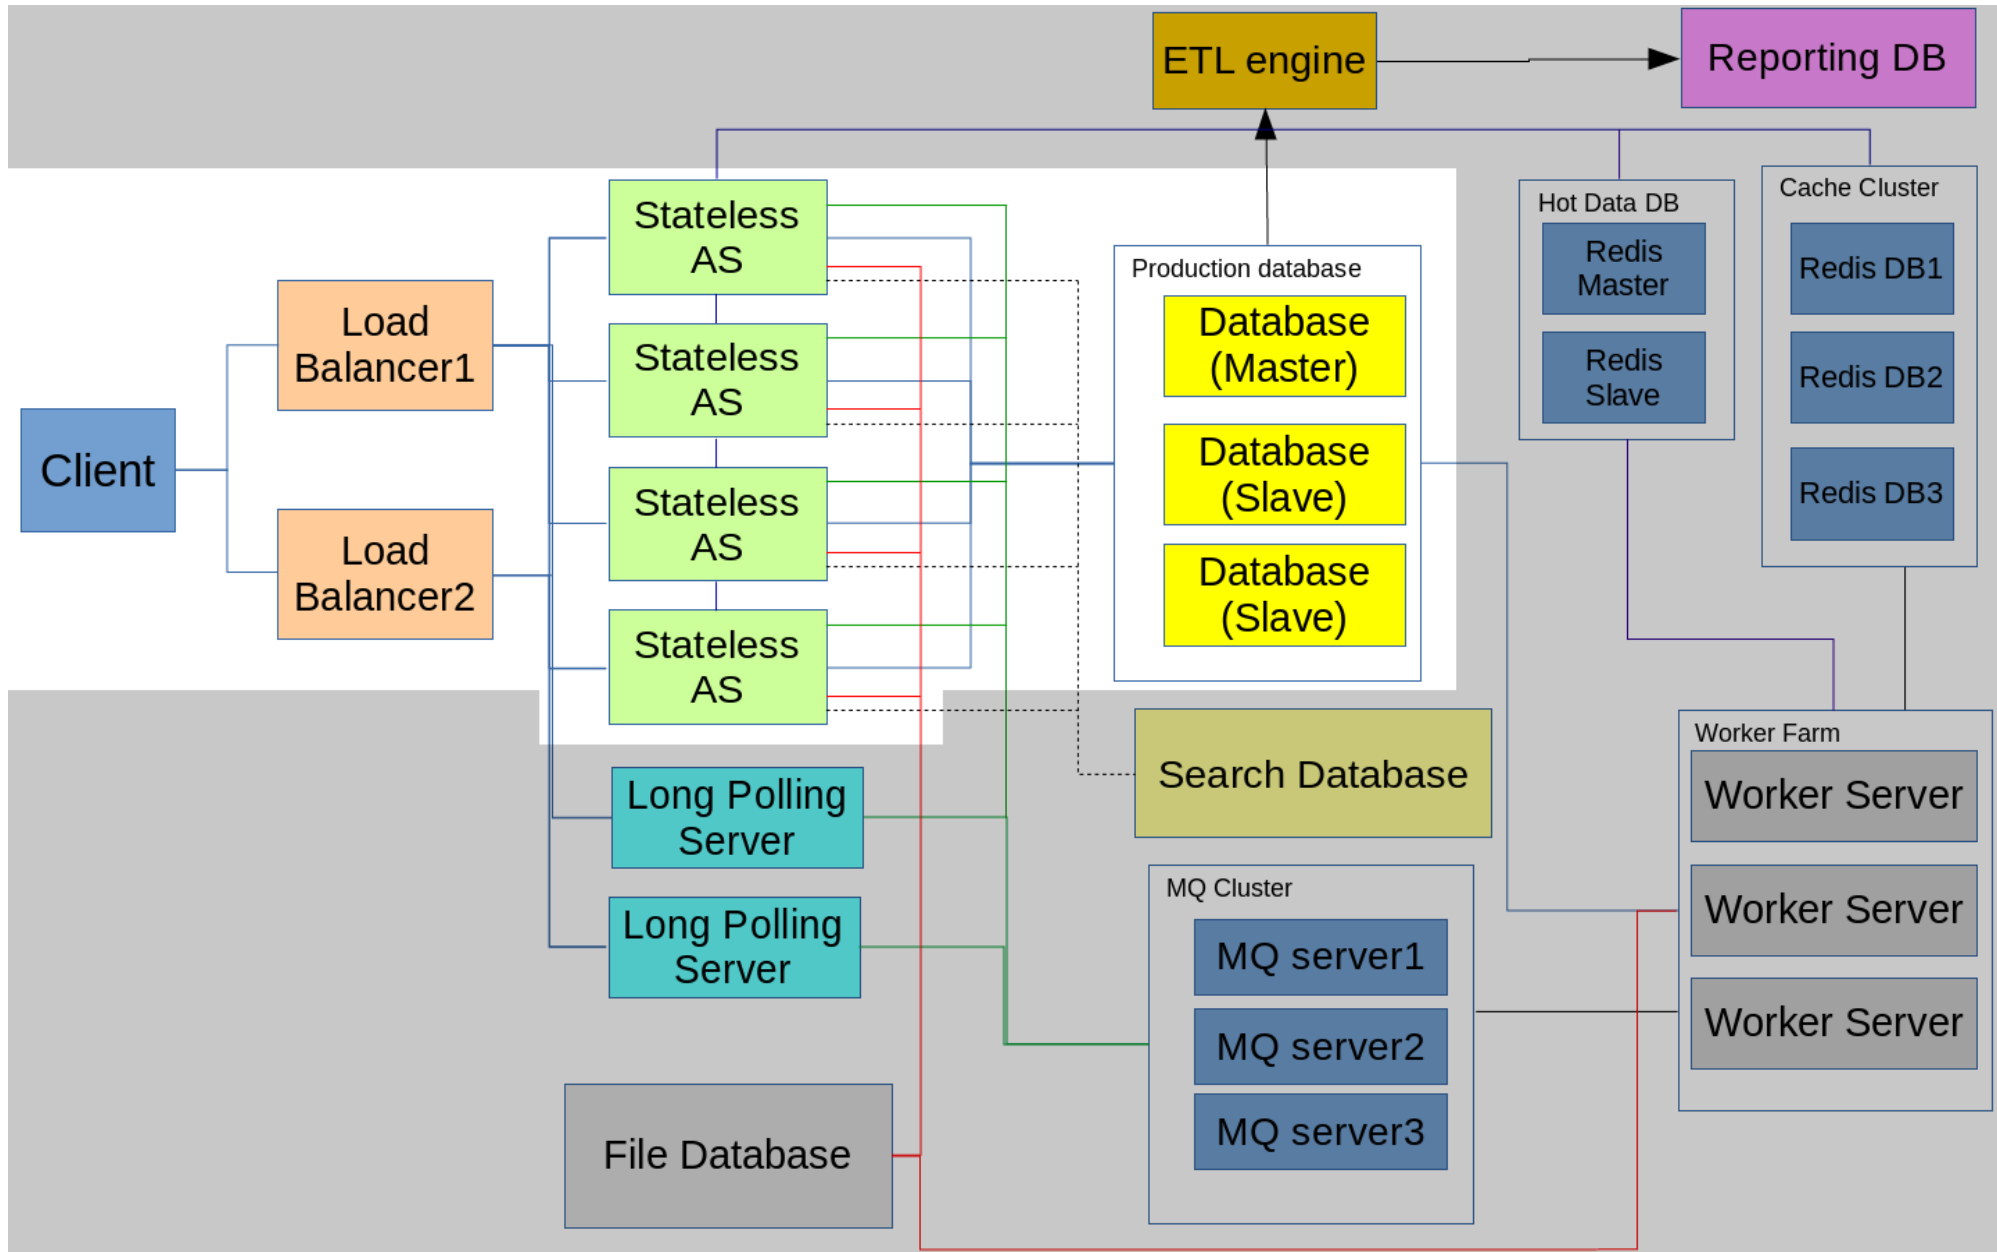 ETL engine
Reporting DB
Stateless
AS
Stateless
AS
Stateless
AS
Stateless
AS
Load
Balancer1
Load
Balancer2
Client
Production database
Database
(Master)
Database
(Slave)
Database
(Slave)
Hot Data DB
Redis
Master
Redis
Slave
Cache Cluster
Redis DB1
Redis DB2
Redis DB3
Search Database
Long Polling
Server
Long Polling
Server
MQ Cluster
MQ server1
MQ server2
MQ server3
Worker Farm
Worker Server
Worker Server
Worker Server
File Database